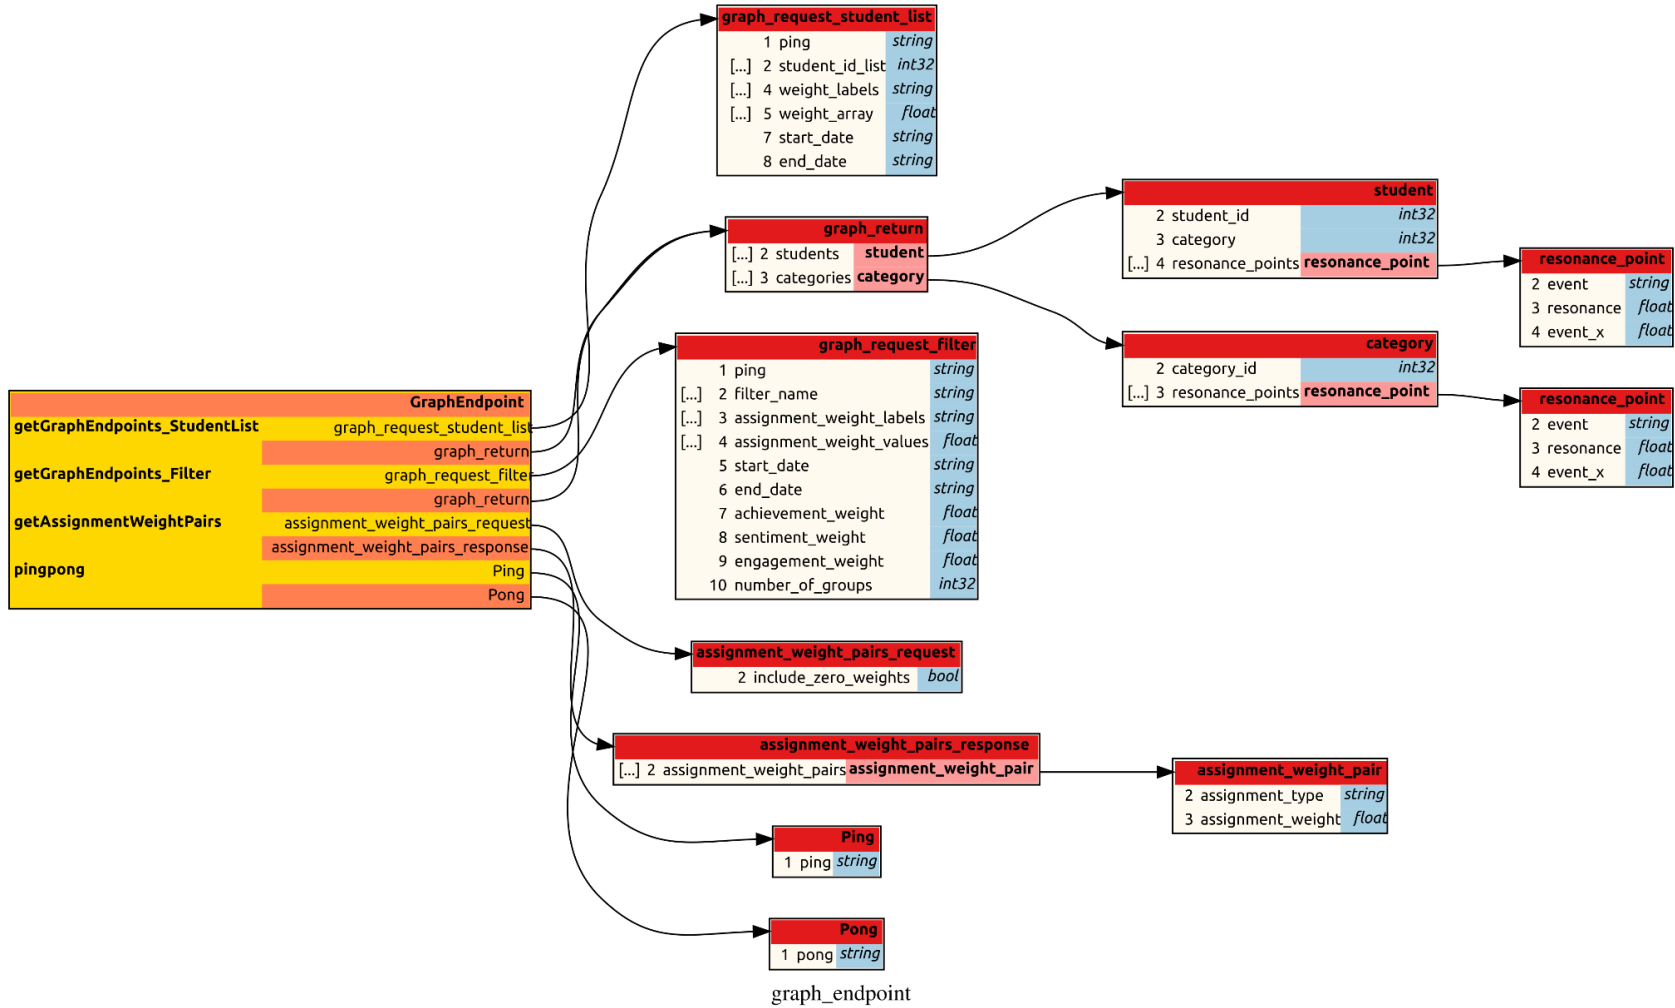 graph_request_student_list
1 ping string
[...] 2 student_id_list int32
[...] 4 weight_labels string
[...] 5 weight_array float
7 start_date string
8 end_date string
graph_return
[...] 2 students student
[...] 3 categories category
student
2 student_id int32
3 category int32
[...] 4 resonance_points resonance_point
resonance_point
2 event string
3 resonance float
4 event_x float
category
2 category_id int32
[...] 3 resonance_points resonance_point
resonance_point
2 event string
3 resonance float
4 event_x float
graph_request_filter
1 ping string
[...] 2 filter_name string
[...] 3 assignment_weight_labels string
[...] 4 assignment_weight_values float
5 start_date string
6 end_date string
7 achievement_weight float
8 sentiment_weight float
9 engagement_weight float
10 number_of_groups int32
GraphEndpoint
getGraphEndpoints_StudentList graph_request_student_list
graph_return
getGraphEndpoints_Filter graph_request_filter
graph_return
getAssignmentWeightPairs assignment_weight_pairs_request
assignment_weight_pairs_response
pingpong Ping
Pong
assignment_weight_pairs_request
2 include_zero_weights bool
assignment_weight_pairs_response
[...] 2 assignment_weight_pairs assignment_weight_pair
assignment_weight_pair
2 assignment_type string
3 assignment_weight float
Ping
1 ping string
Pong
1 pong string
graph_endpoint